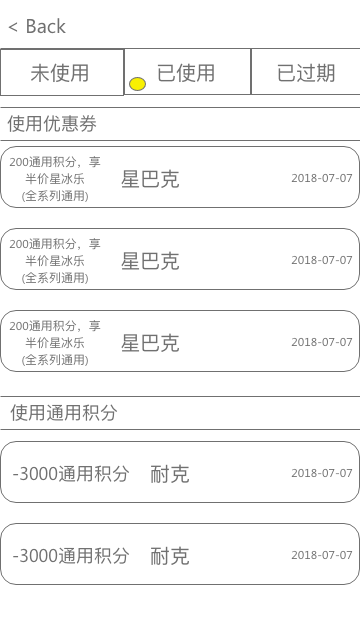 < Back
未使用 已使用 已过期
使用优惠券
200通用积分，享
半价星冰乐
(全系列通用)
星巴克
2018-07-07
200通用积分，享
半价星冰乐
(全系列通用)
星巴克
2018-07-07
200通用积分，享
半价星冰乐
(全系列通用)
星巴克
2018-07-07
使用通用积分
-3000通用积分 耐克 2018-07-07
-3000通用积分 耐克 2018-07-07